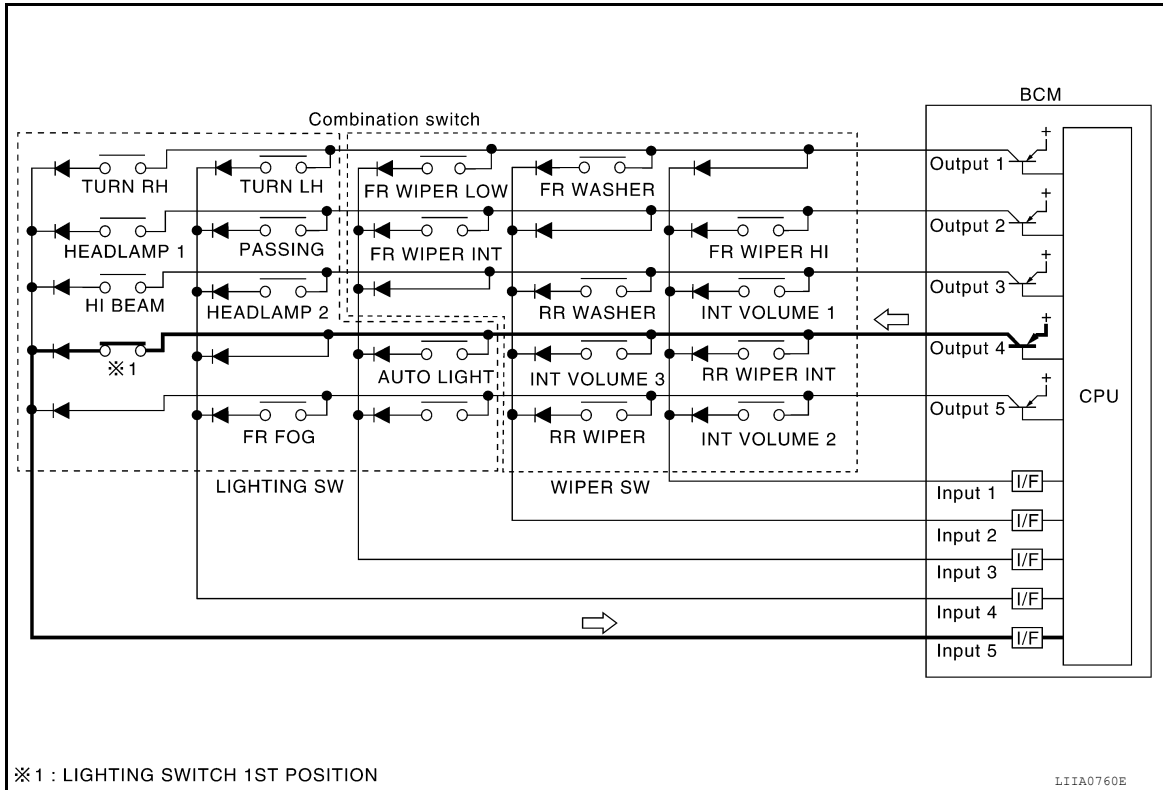 BCM
Combination switch
Output 1
TURN RH
TURN LH
FR WIPER LOW
FR WASHER
Output 2
HEADLAMP 1
PASSING
FR WIPER INT
FR WIPER HI
Output 3
HI BEAM
HEADLAMP 2
RR WASHER
INT VOLUME 1
Output 4
※1
AUTO LIGHT
INT VOLUME 3
RR WIPER INT
CPU
Output 5
FR FOG
RR WIPER
INT VOLUME 2
LIGHTING SW
WIPER SW
Input 1
I/F
Input 2
I/F
Input 3
I/F
Input 4
I/F
Input 5
I/F
※1 : LIGHTING SWITCH 1ST POSITION
LIIA0760E